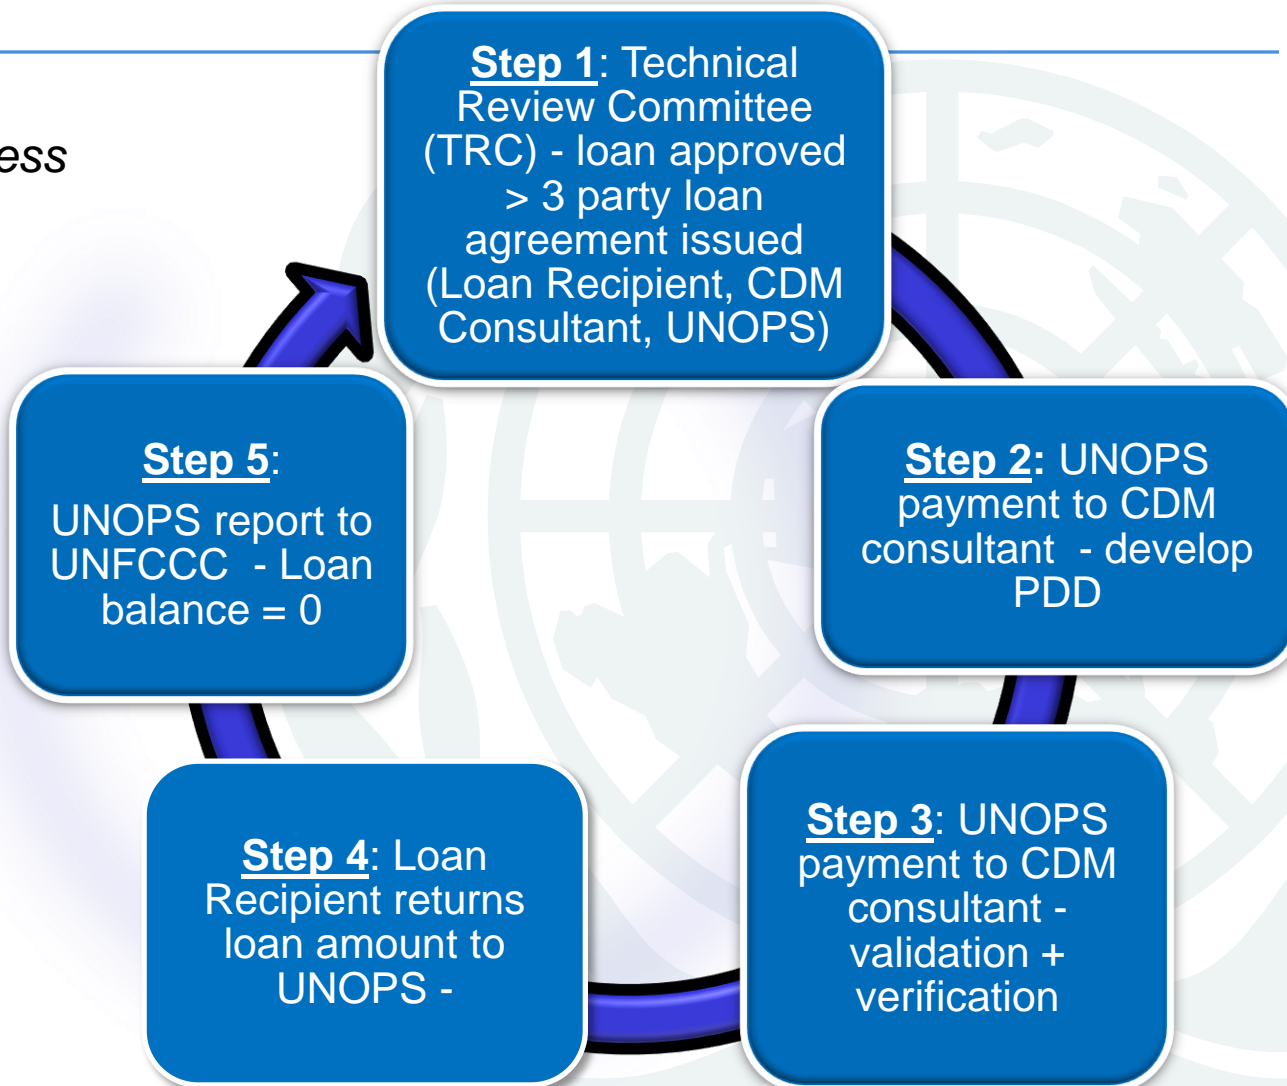 ess
Step 1: Technical
Review Committee
(TRC) - loan approved
> 3 party loan
agreement issued
(Loan Recipient, CDM
Consultant, UNOPS)
Step 2: UNOPS
payment to CDM
consultant - develop
PDD
Step 3: UNOPS
payment to CDM
consultant -
validation +
verification
Step 4: Loan
Recipient returns
loan amount to
UNOPS -
Step 5:
UNOPS report to
UNFCCC - Loan
balance = 0